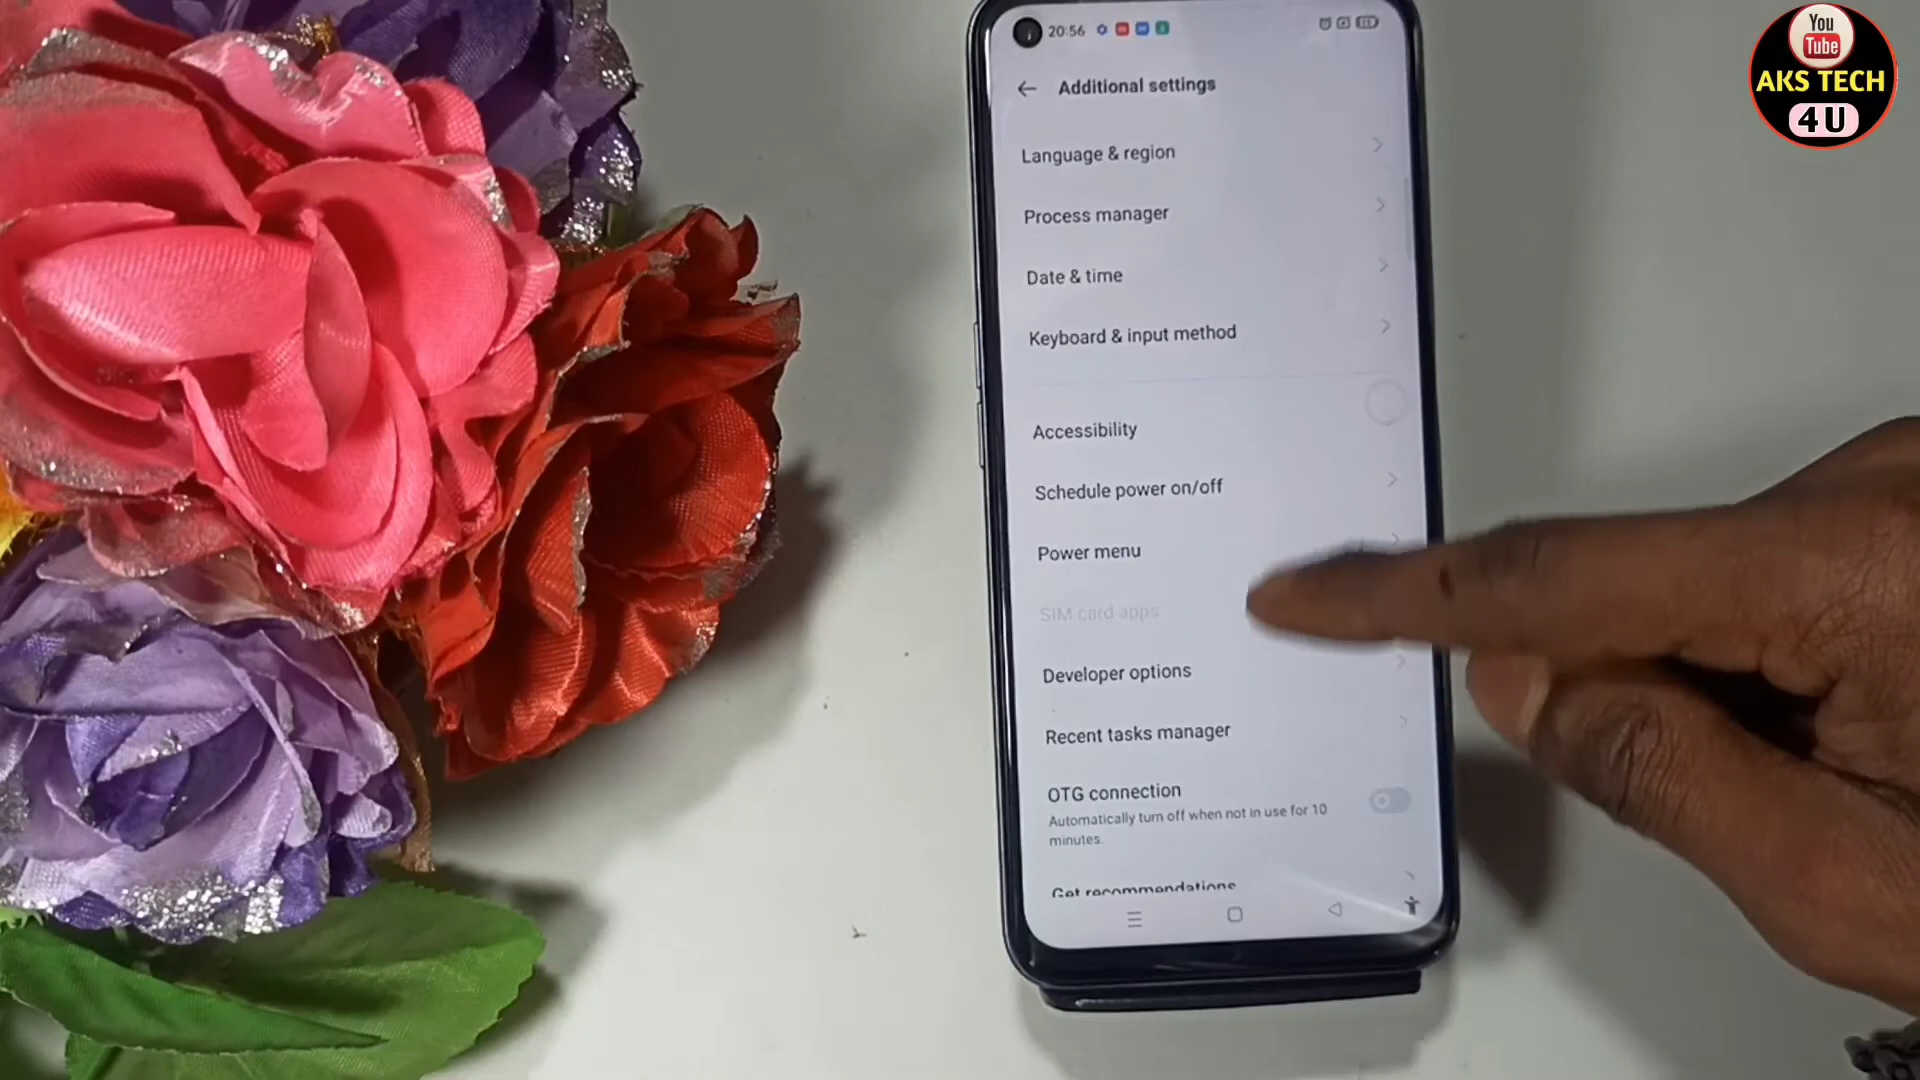 20:56
Additional settings
Language & region
Process manager
Date & time
Keyboard & input method
Accessibility
Schedule power on/off
Power menu
SIM card apps
Developer options
Recent tasks manager
OTG connection
Automatically turn off when not in use for 10
minutes.
Get recommendations
You
Tube
AKS TECH
4 U